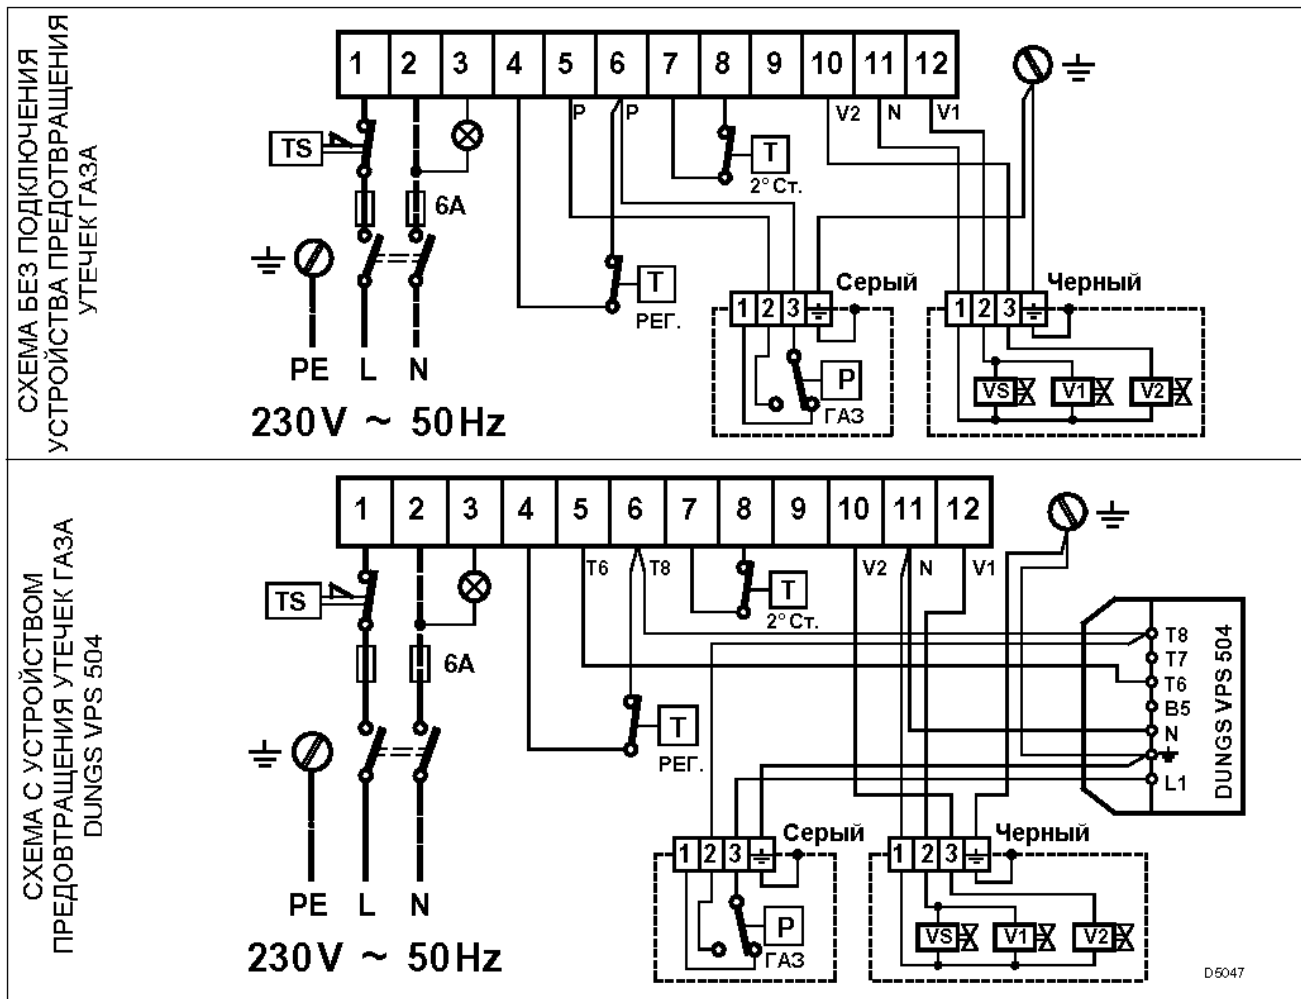 СХЕМА БЕЗ ПОДКЛЮЧЕНИЯ
УСТРОЙСТВА ПРЕДОТВРАЩЕНИЯ
УТЕЧЕК ГАЗА
1 2 3 4 5 6 7 8 9 10 11 12
P P V2 N V1
TS
T
2° Ст.
6A
T
РЕГ.
Серый
Черный
1 2 3
1 2 3
P
ГАЗ
VS V1 V2
PE L N
230V ~ 50Hz
СХЕМА С УСТРОЙСТВОМ
ПРЕДОВТРАЩЕНИЯ УТЕЧЕК ГАЗА
DUNGS VPS 504
1 2 3 4 5 6 7 8 9 10 11 12
T6 T8 V2 N V1
TS
T
2° Ст.
6A
T
РЕГ.
T8
T7
T6
B5
N
L1
DUNGS VPS 504
Серый
Черный
1 2 3
1 2 3
P
ГАЗ
VS V1 V2
PE L N
230V ~ 50Hz
D5047